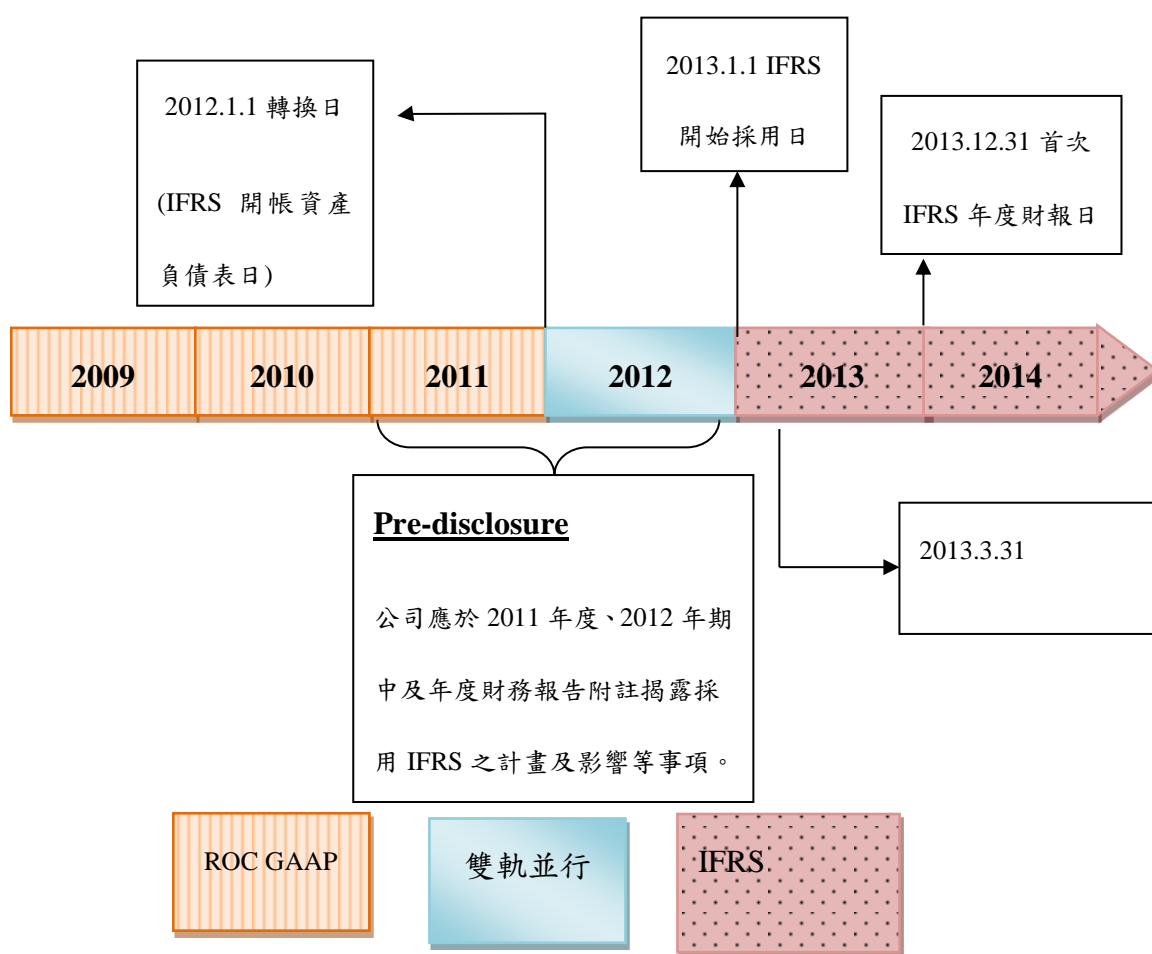 2013.1.1 IFRS
開始採用日
2012.1.1 轉換日
(IFRS 開帳資產
負債表日)
2013.12.31 首次
IFRS 年度財報日
2009
2010
2011
2012
2013
2014
Pre-disclosure
公司應於 2011 年度、2012 年期
中及年度財務報告附註揭露採
用 IFRS 之計畫及影響等事項。
2013.3.31
ROC GAAP
雙軌並行
IFRS